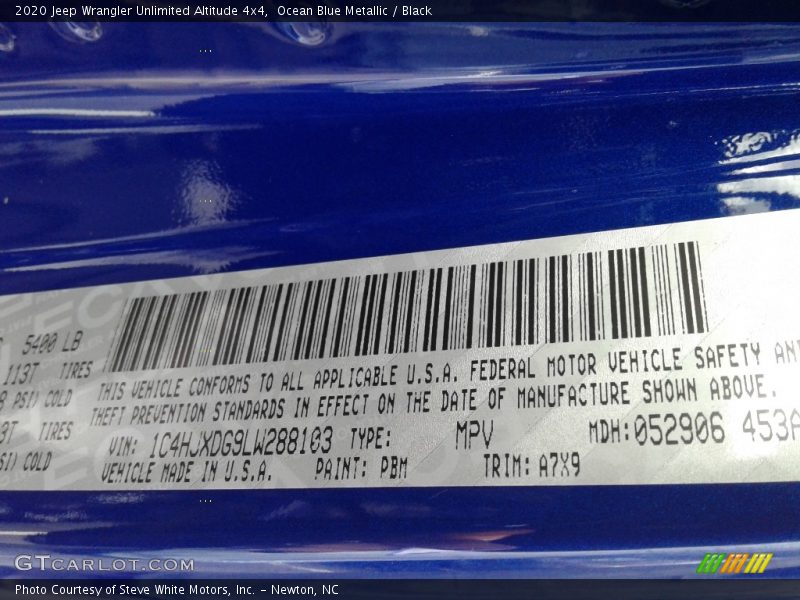 2020 Jeep Wrangler Unlimited Altitude 4x4,  Ocean Blue Metallic / Black
5400 LB
113T TIRES
PSI) COLD
TIRES
COLD
THIS VEHICLE CONFORMS TO ALL APPLICABLE U.S.A. FEDERAL MOTOR VEHICLE SAFETY
THEFT PREVENTION STANDARDS IN EFFECT ON THE DATE OF MANUFACTURE SHOWN ABOVE.
VIN: 1C4HJXDG9LW288103 TYPE: MPV MDH:052906 453A
VEHICLE MADE IN U.S.A. PAINT: PBM TRIM: A7X9
GTCARLOT.COM
Photo Courtesy of Steve White Motors, Inc. – Newton, NC